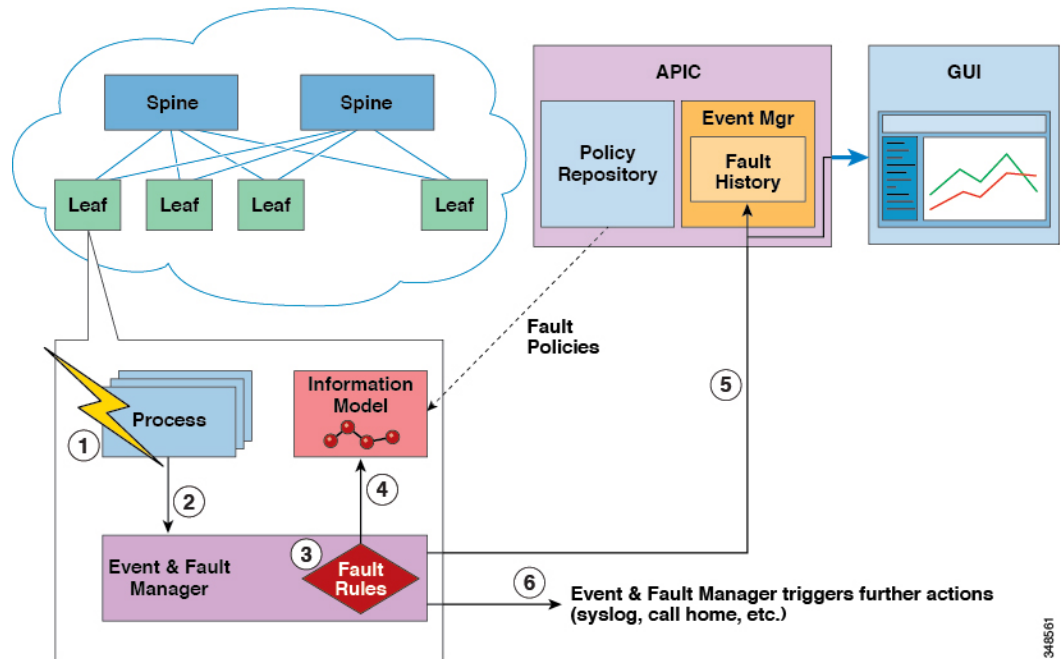 Spine
Spine
Leaf
Leaf
Leaf
Leaf
APIC
Policy
Repository
Event Mgr
Fault
History
GUI
Fault
Policies
Process
1
2
Information
Model
4
5
Event & Fault
Manager
3
Fault
Rules
6
Event & Fault Manager triggers further actions
(syslog, call home, etc.)
348561